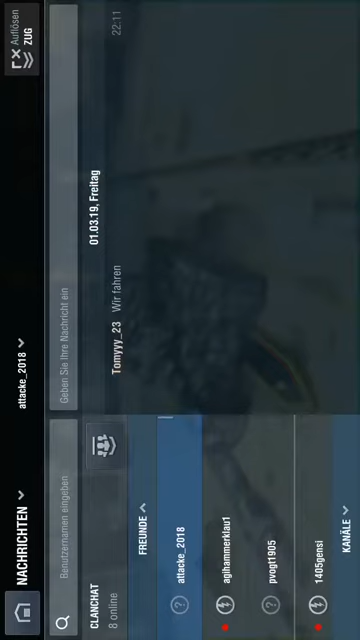 NACHRICHTEN
attacke_2018
Auflösen
ZUG
Benutzernamen eingeben
Geben Sie Ihre Nachricht ein
CLANCHAT
8 online
01.03.19, Freitag
Tomyyy_23 Wir fahren 22:11
FREUNDE
attacke_2018
aglhammerklau1
pvogt1905
1405gensi
KANÄLE